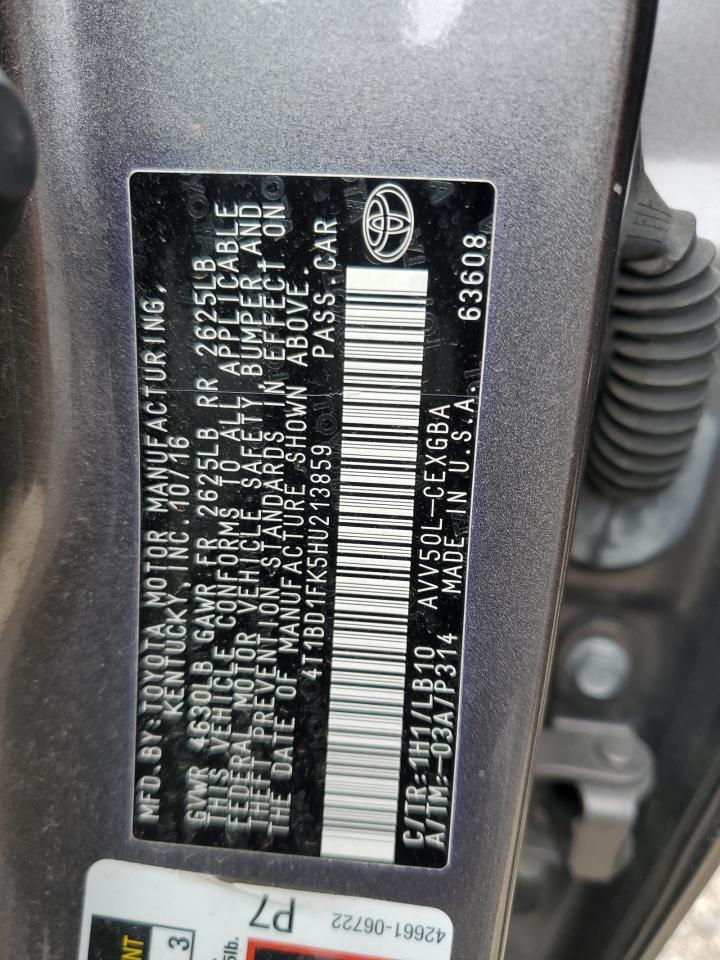 MFD.BY:TOYOTA MOTOR MANUFACTURING,
KENTUCKY, INC. 10/16
GVWR 4630LB GAWR FR 2625LB RR 2625LB
THIS VEHICLE CONFORMS TO ALL APPLICABLE
FEDERAL MOTOR VEHICLE SAFETY, BUMPER, AND
THEFT PREVENTION STANDARDS IN EFFECT ON
THE DATE OF MANUFACTURE SHOWN ABOVE.
4T1BD1FK5HU213859 PASS.CAR
C/TR:1H1/LB10 AVV50L-CEXGBA
A/TM:-03A/P314 MADE IN U.S.A. 63608
3
P7
42661-06722